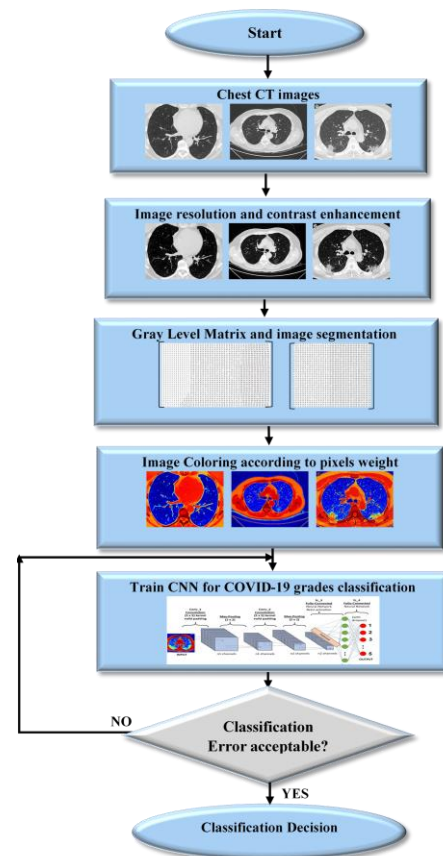 Start
Chest CT images
Image resolution and contrast enhancement
Gray Level Matrix and image segmentation
Image Coloring according to pixels weight
Train CNN for COVID-19 grades classification
NO
Classification
Error acceptable?
YES
Classification Decision